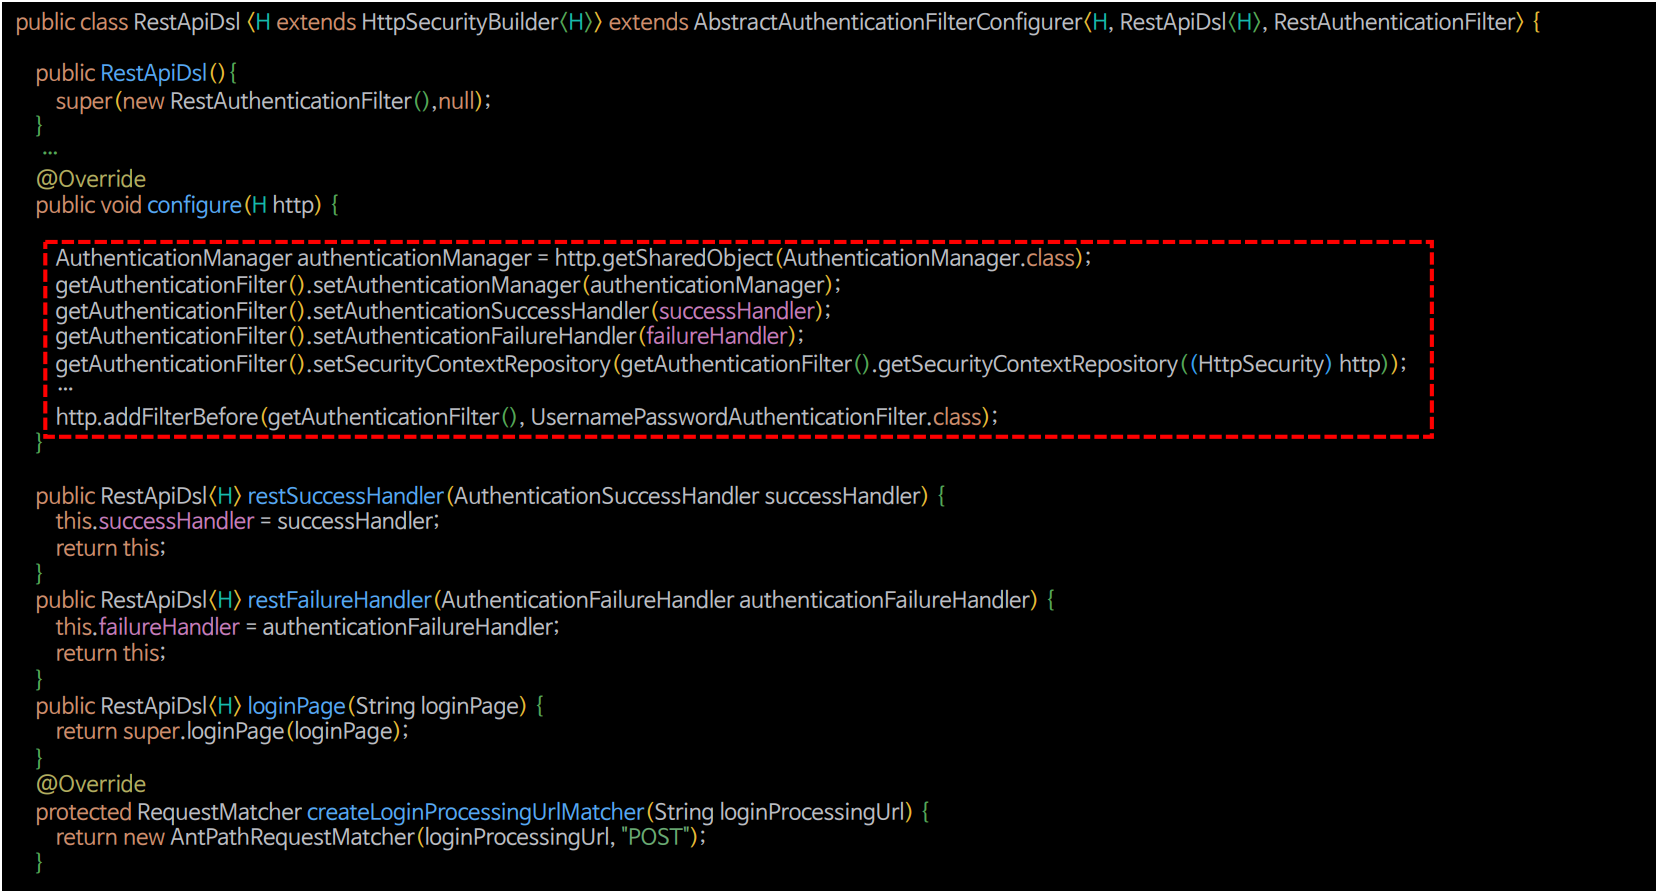 public class RestApiDsl <H extends HttpSecurityBuilder<H>> extends AbstractAuthenticationFilterConfigurer<H, RestApiDsl<H>, RestAuthenticationFilter> {
public RestApiDsl(){
super(new RestAuthenticationFilter(),null);
}
...
@Override
public void configure(H http) {
AuthenticationManager authenticationManager = http.getSharedObject(AuthenticationManager.class);
getAuthenticationFilter().setAuthenticationManager(authenticationManager);
getAuthenticationFilter().setAuthenticationSuccessHandler(successHandler);
getAuthenticationFilter().setAuthenticationFailureHandler(failureHandler);
getAuthenticationFilter().setSecurityContextRepository(getAuthenticationFilter().getSecurityContextRepository((HttpSecurity) http));
...
http.addFilterBefore(getAuthenticationFilter(), UsernamePasswordAuthenticationFilter.class);
}
public RestApiDsl<H> restSuccessHandler(AuthenticationSuccessHandler successHandler) {
this.successHandler = successHandler;
return this;
}
public RestApiDsl<H> restFailureHandler(AuthenticationFailureHandler authenticationFailureHandler) {
this.failureHandler = authenticationFailureHandler;
return this;
}
public RestApiDsl<H> loginPage(String loginPage) {
return super.loginPage(loginPage);
}
@Override
protected RequestMatcher createLoginProcessingUrlMatcher(String loginProcessingUrl) {
return new AntPathRequestMatcher(loginProcessingUrl, "POST");
}